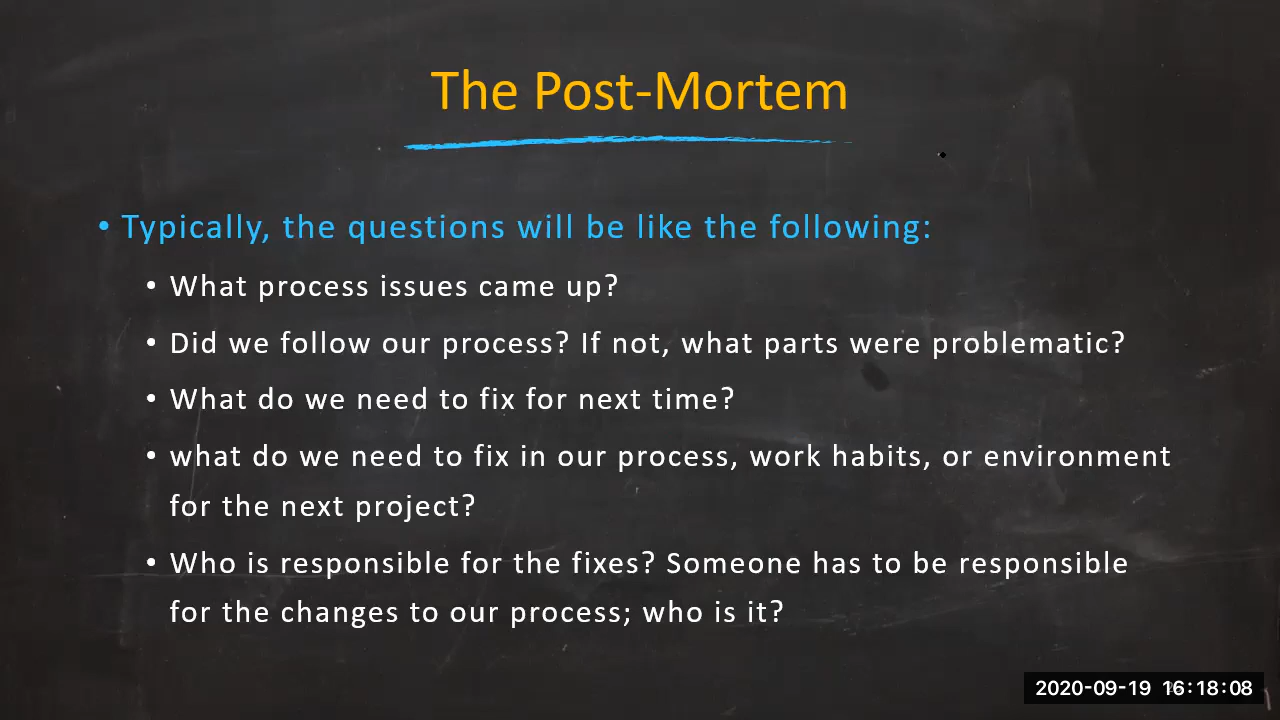 The Post-Mortem
• Typically, the questions will be like the following:
• What process issues came up?
• Did we follow our process? If not, what parts were problematic?
• What do we need to fix for next time?
• what do we need to fix in our process, work habits, or environment
for the next project?
• Who is responsible for the fixes? Someone has to be responsible
for the changes to our process; who is it?
2020-09-19 16:18:08